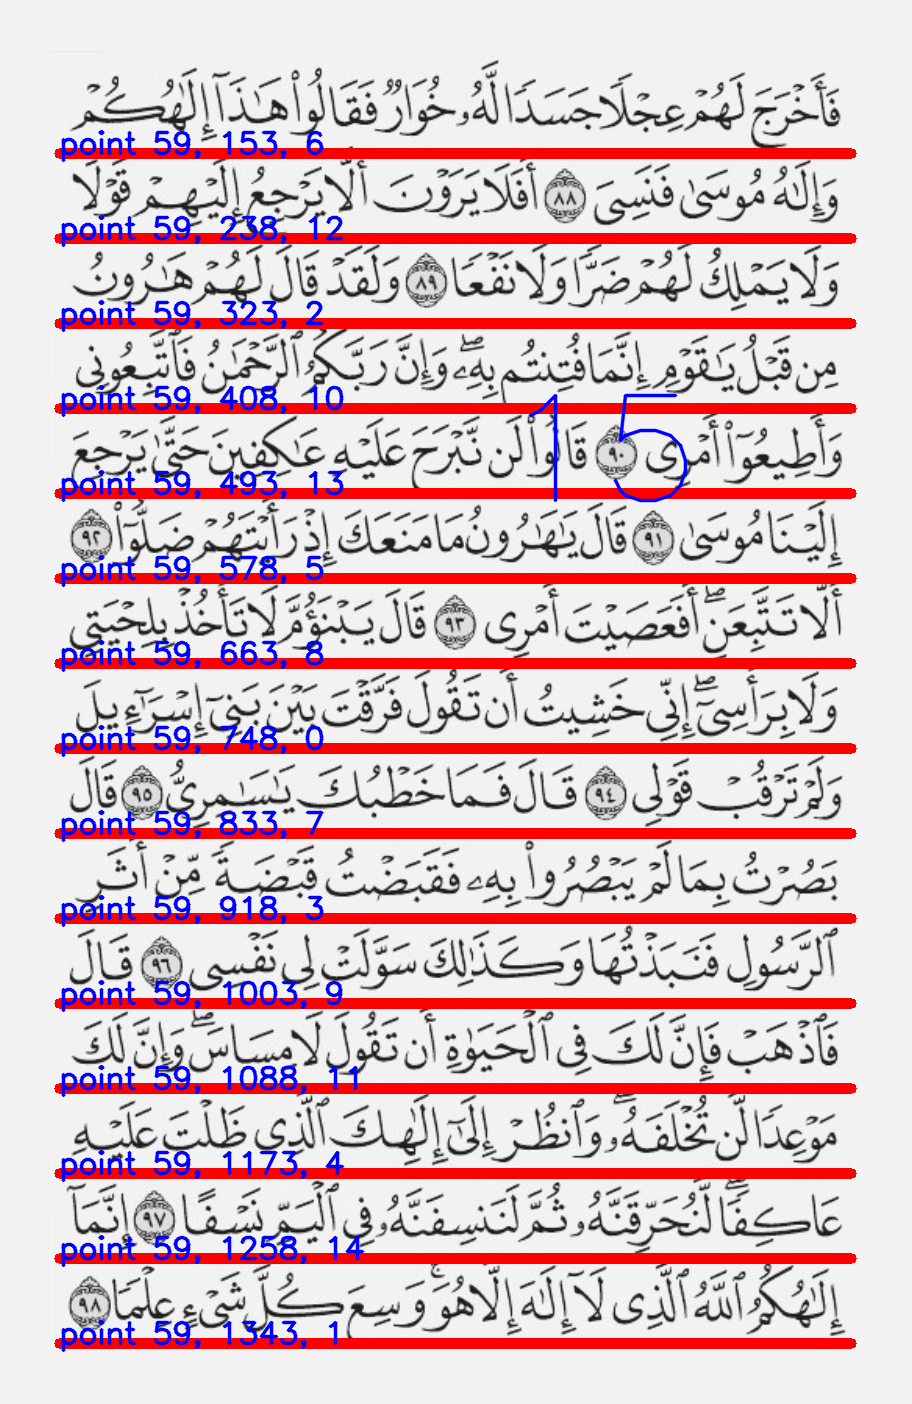 فَأَخْرَجَ لَهُمْ عِجْلًا جَسَدًا لَّهُۥ خُوَارٌ فَقَالُوا۟ هَـٰذَآ إِلَـٰهُكُمْ
point 59, 153, 6
وَإِلَـٰهُ مُوسَىٰ فَنَسِىَ ٨٨ أَفَلَا يَرَوْنَ أَلَّا يَرْجِعُ إِلَيْهِمْ قَوْلًا
point 59, 238, 12
وَلَا يَمْلِكُ لَهُمْ ضَرًّا وَلَا نَفْعًا ٨٩ وَلَقَدْ قَالَ لَهُمْ هَـٰرُونُ
point 59, 323, 2
مِن قَبْلُ يَـٰقَوْمِ إِنَّمَا فُتِنتُم بِهِۦ ۖ وَإِنَّ رَبَّكُمُ ٱلرَّحْمَـٰنُ فَٱتَّبِعُونِى
point 59, 408, 10
15
وَأَطِيعُوٓا۟ أَمْرِى ٩٠ قَالُوا۟ لَن نَّبْرَحَ عَلَيْهِ عَـٰكِفِينَ حَتَّىٰ يَرْجِعَ
point 59, 493, 13
إِلَيْنَا مُوسَىٰ ٩١ قَالَ يَـٰهَـٰرُونُ مَا مَنَعَكَ إِذْ رَأَيْتَهُمْ ضَلُّوٓا۟ ٩٢
point 59, 578, 5
أَلَّا تَتَّبِعَنِ ۖ أَفَعَصَيْتَ أَمْرِى ٩٣ قَالَ يَبْنَؤُمَّ لَا تَأْخُذْ بِلِحْيَتِى
point 59, 663, 8
وَلَا بِرَأْسِىٓ ۖ إِنِّى خَشِيتُ أَن تَقُولَ فَرَّقْتَ بَيْنَ بَنِىٓ إِسْرَٰٓءِيلَ
point 59, 748, 0
وَلَمْ تَرْقُبْ قَوْلِى ٩٤ قَالَ فَمَا خَطْبُكَ يَـٰسَـٰمِرِىُّ ٩٥ قَالَ
point 59, 833, 7
بَصُرْتُ بِمَا لَمْ يَبْصُرُوا۟ بِهِۦ فَقَبَضْتُ قَبْضَةً مِّنْ أَثَرِ
point 59, 918, 3
ٱلرَّسُولِ فَنَبَذْتُهَا وَكَذَٰلِكَ سَوَّلَتْ لِى نَفْسِى ٩٦ قَالَ
point 59, 1003, 9
فَٱذْهَبْ فَإِنَّ لَكَ فِى ٱلْحَيَوٰةِ أَن تَقُولَ لَا مِسَاسَ ۖ وَإِنَّ لَكَ
point 59, 1088, 11
مَوْعِدًا لَّن تُخْلَفَهُۥ ۖ وَٱنظُرْ إِلَىٰٓ إِلَـٰهِكَ ٱلَّذِى ظَلْتَ عَلَيْهِ
point 59, 1173, 4
عَاكِفًا ۖ لَّنُحَرِّقَنَّهُۥ ثُمَّ لَنَنسِفَنَّهُۥ فِى ٱلْيَمِّ نَسْفًا ٩٧ إِنَّمَآ
point 59, 1258, 14
إِلَـٰهُكُمُ ٱللَّهُ ٱلَّذِى لَآ إِلَـٰهَ إِلَّا هُوَ ۚ وَسِعَ كُلَّ شَىْءٍ عِلْمًا ٩٨
point 59, 1343, 1